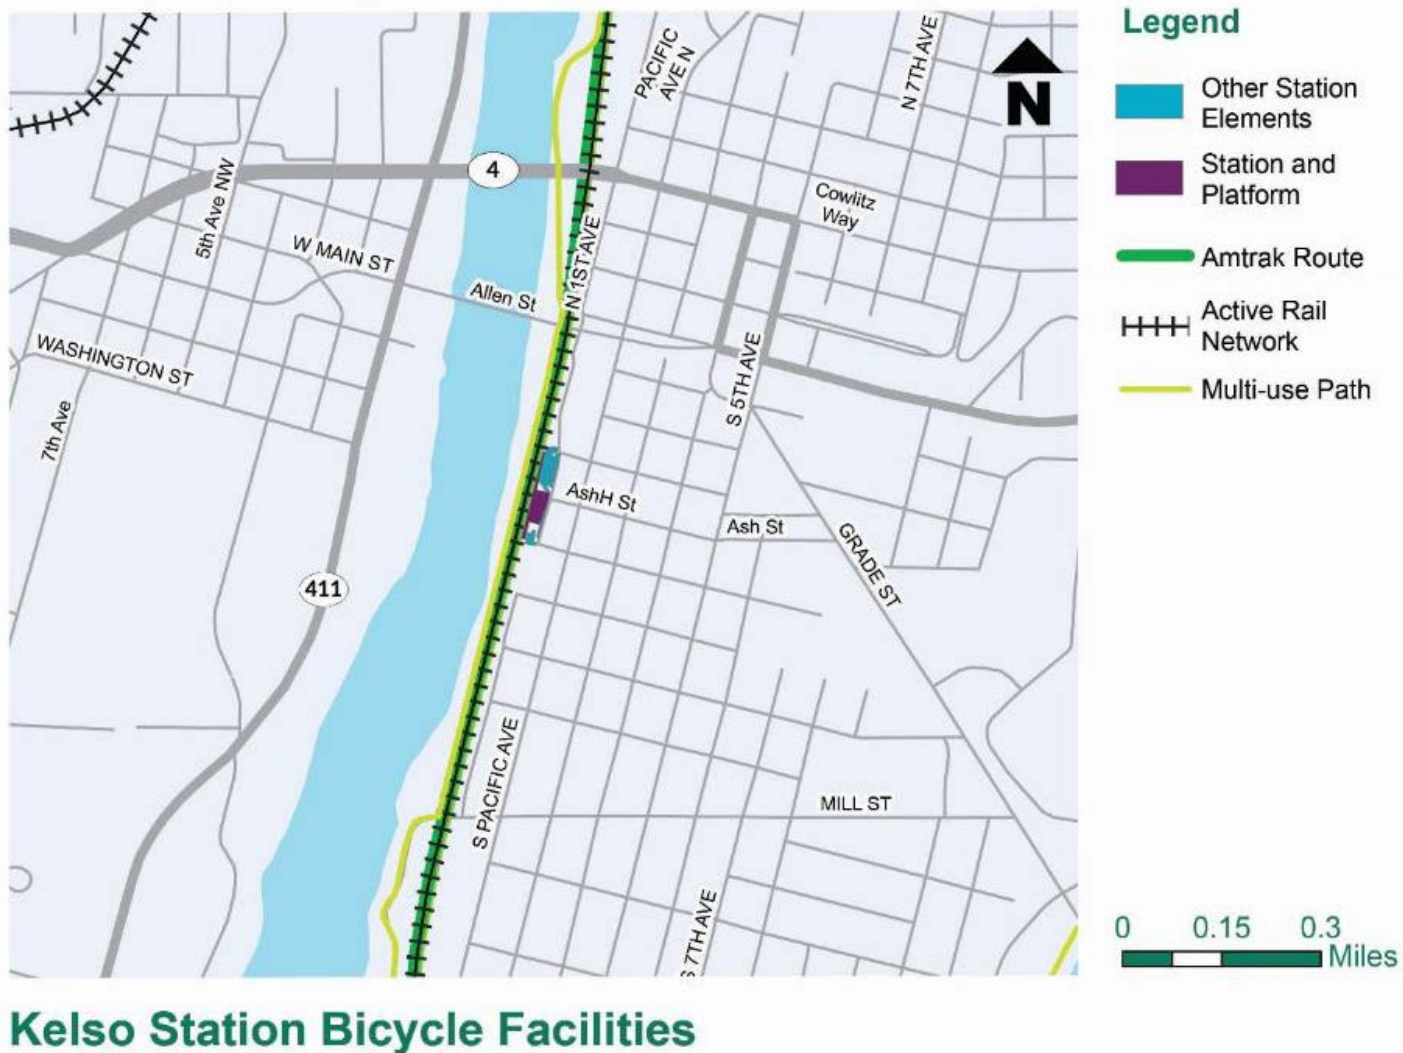 PACIFIC
AVE N
N 7TH AVE
N
4
5th Ave NW
Cowlitz
Way
W MAIN ST
N 1ST AVE
Allen St
WASHINGTON ST
S 5TH AVE
7th Ave
AshH St
Ash St
GRADE ST
411
S PACIFIC AVE
MILL ST
S 7TH AVE
Legend
Other Station
Elements
Station and
Platform
Amtrak Route
Active Rail
Network
Multi-use Path
0 0.15 0.3
Miles
Kelso Station Bicycle Facilities